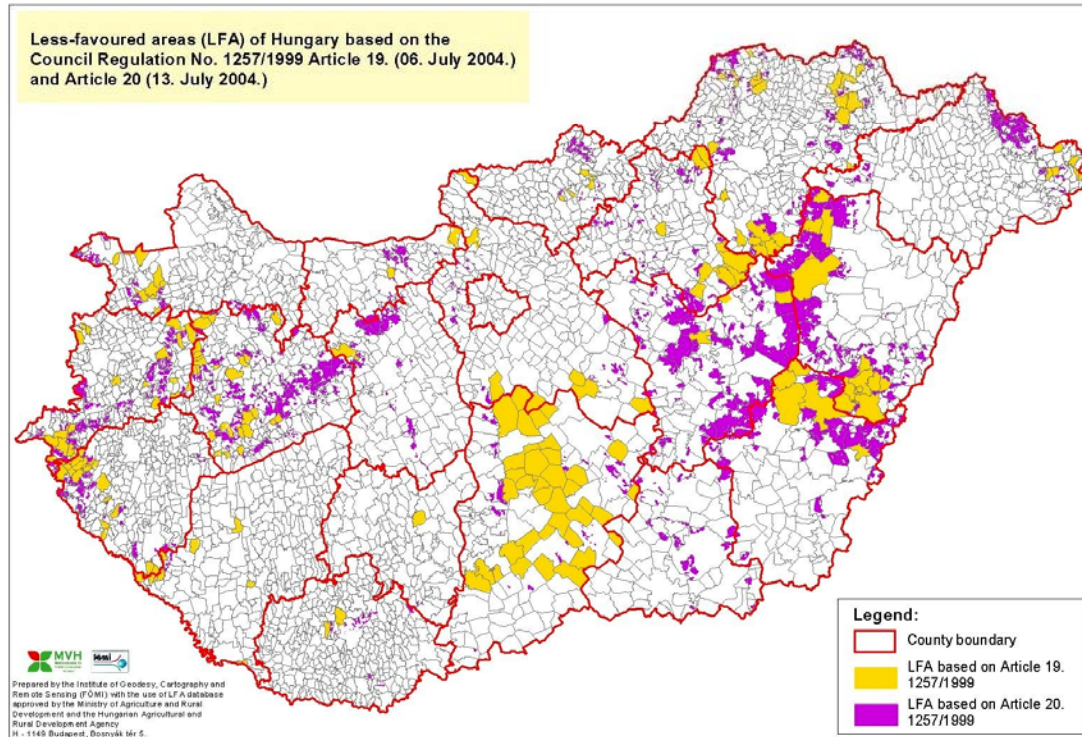 Less-favoured areas (LFA) of Hungary based on the
Council Regulation No. 1257/1999 Article 19. (06. July 2004.)
and Article 20 (13. July 2004.)
Legend:
County boundary
LFA based on Article 19.
1257/1999
LFA based on Article 20.
1257/1999
MVH
fömi
Prepared by the Institute of Geodesy, Cartography and
Remote Sensing (FÖMI) with the use of LFA database
approved by the Ministry of Agriculture and Rural
Development and the Hungarian Agricultural and
Rural Development Agency
H - 1149 Budapest, Bosnyák tér 5.